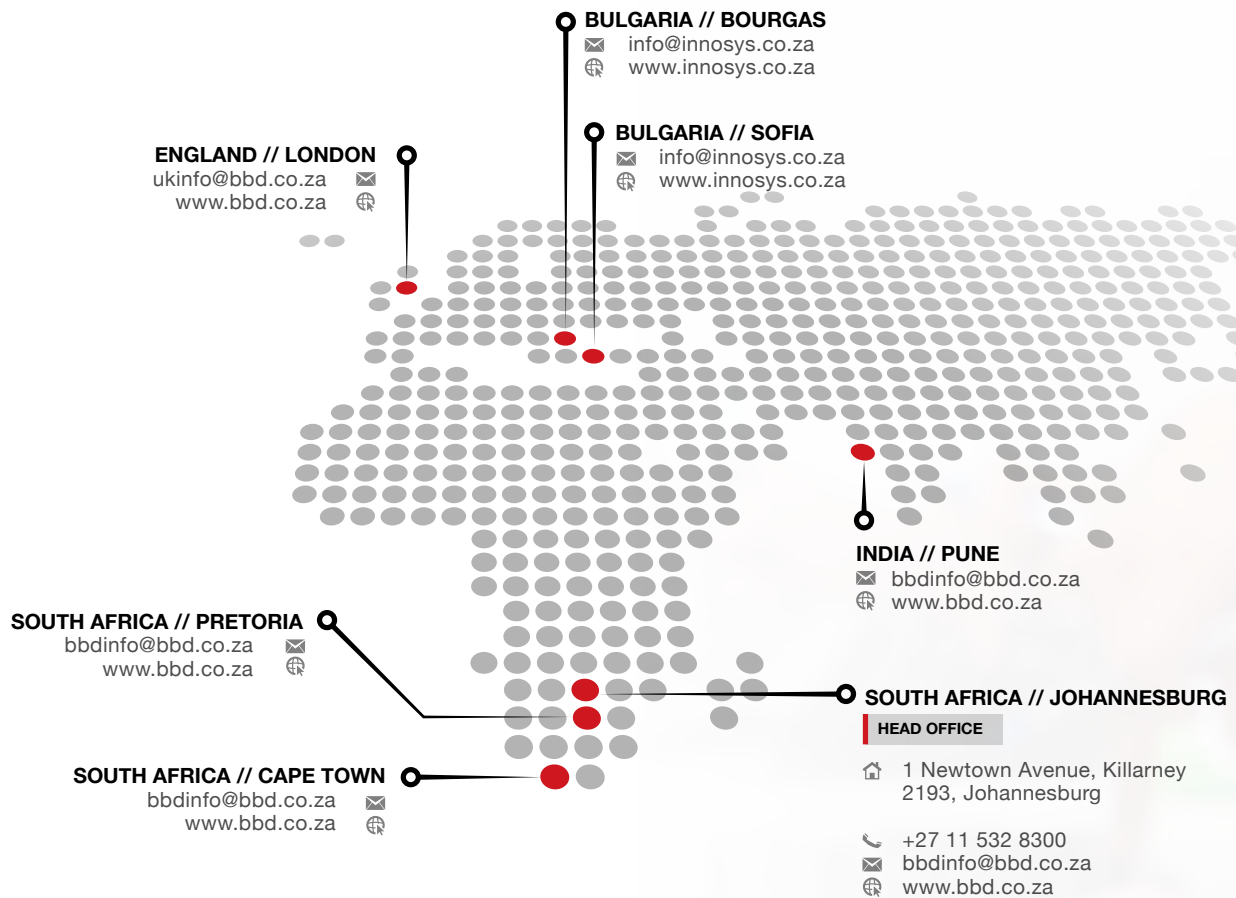 BULGARIA // BOURGAS
info@innosys.co.za
www.innosys.co.za
BULGARIA // SOFIA
info@innosys.co.za
www.innosys.co.za
ENGLAND // LONDON
ukinfo@bbd.co.za
www.bbd.co.za
INDIA // PUNE
bbdinfo@bbd.co.za
www.bbd.co.za
SOUTH AFRICA // PRETORIA
bbdinfo@bbd.co.za
www.bbd.co.za
SOUTH AFRICA // JOHANNESBURG
HEAD OFFICE
1 Newtown Avenue, Killarney
2193, Johannesburg
+27 11 532 8300
bbdinfo@bbd.co.za
www.bbd.co.za
SOUTH AFRICA // CAPE TOWN
bbdinfo@bbd.co.za
www.bbd.co.za